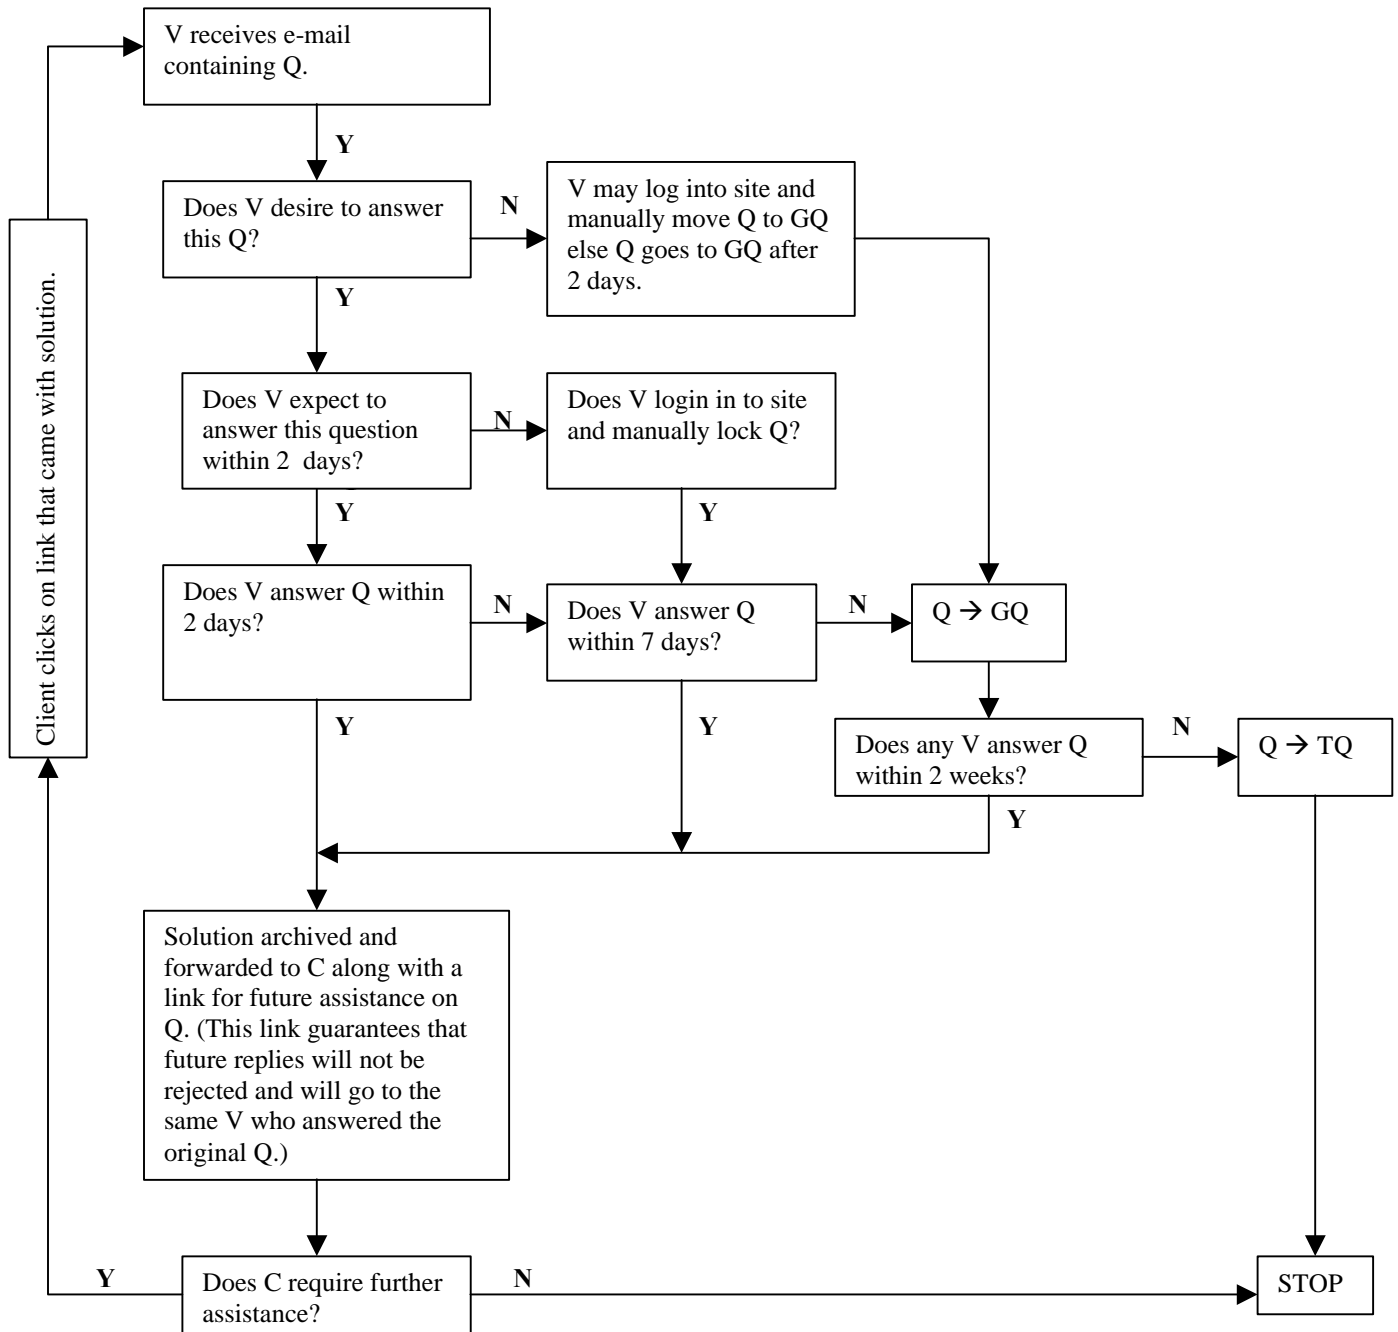 V receives e-mail
containing Q.
Y
Does V desire to answer
this Q?
N
V may log into site and
manually move Q to GQ
else Q goes to GQ after
2 days.
Y
Client clicks on link that came with solution.
Does V expect to
answer this question
within 2 days?
N
Does V login in to site
and manually lock Q?
Y
Y
Does V answer Q within
2 days?
N
Does V answer Q
within 7 days?
N
Q → GQ
Y
Y
Does any V answer Q
within 2 weeks?
N
Q → TQ
Y
Solution archived and
forwarded to C along with a
link for future assistance on
Q. (This link guarantees that
future replies will not be
rejected and will go to the
same V who answered the
original Q.)
Y
Does C require further
assistance?
N
STOP